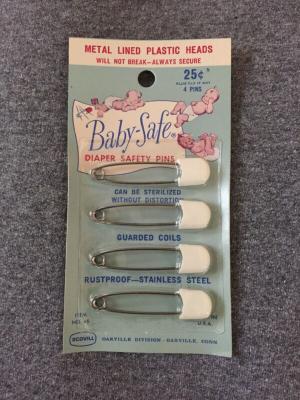 METAL LINED PLASTIC HEADS
WILL NOT BREAK–ALWAYS SECURE
25¢
4 PINS
Baby-Safe®
DIAPER SAFETY PINS
CAN BE STERILIZED
WITHOUT DISTORTION
GUARDED COILS
RUSTPROOF—STAINLESS STEEL
ITEM
U.S.A.
SCOVILL
OAKVILLE DIVISION - OAKVILLE, CONN